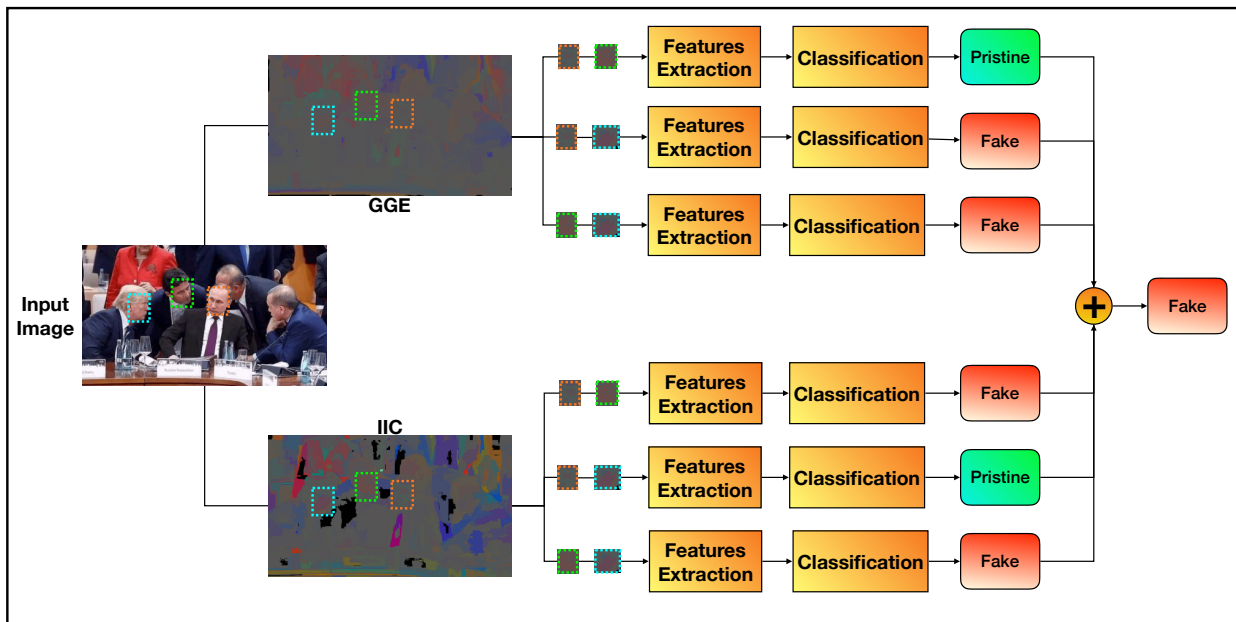 Features
Extraction
Classification
Pristine
Features
Extraction
Classification
Fake
GGE
Features
Extraction
Classification
Fake
Input
Image
+
Fake
IIC
Features
Extraction
Classification
Fake
Features
Extraction
Classification
Pristine
Features
Extraction
Classification
Fake